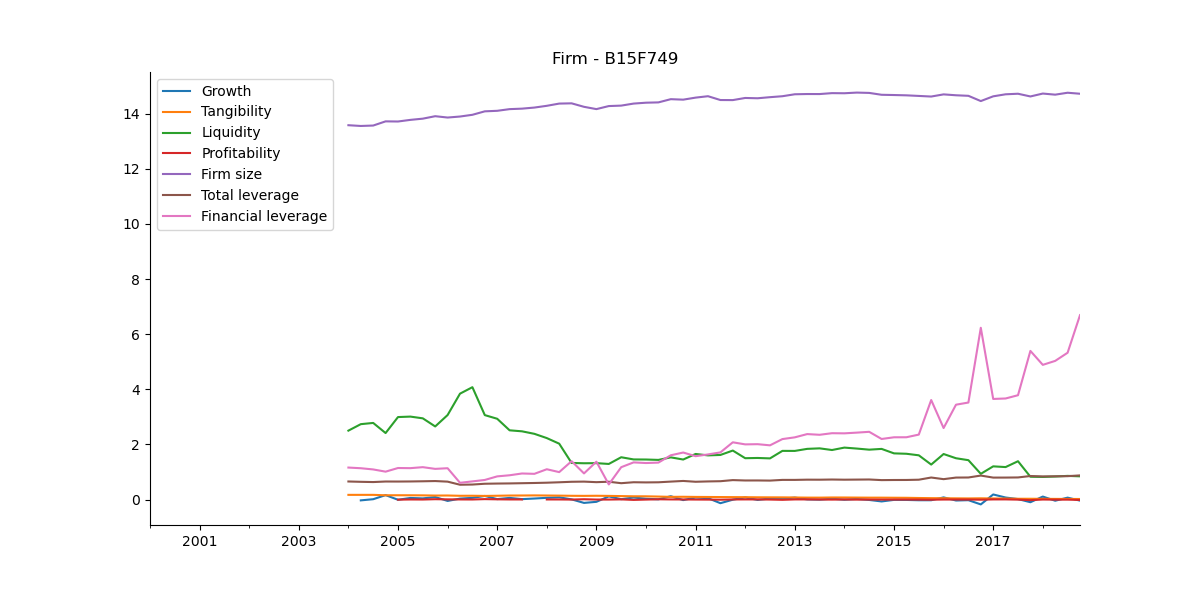 Firm - B15F749
Growth
Tangibility
Liquidity
Profitability
Firm size
Total leverage
Financial leverage
14
12
10
8
6
4
2
0
2001 2003 2005 2007 2009 2011 2013 2015 2017